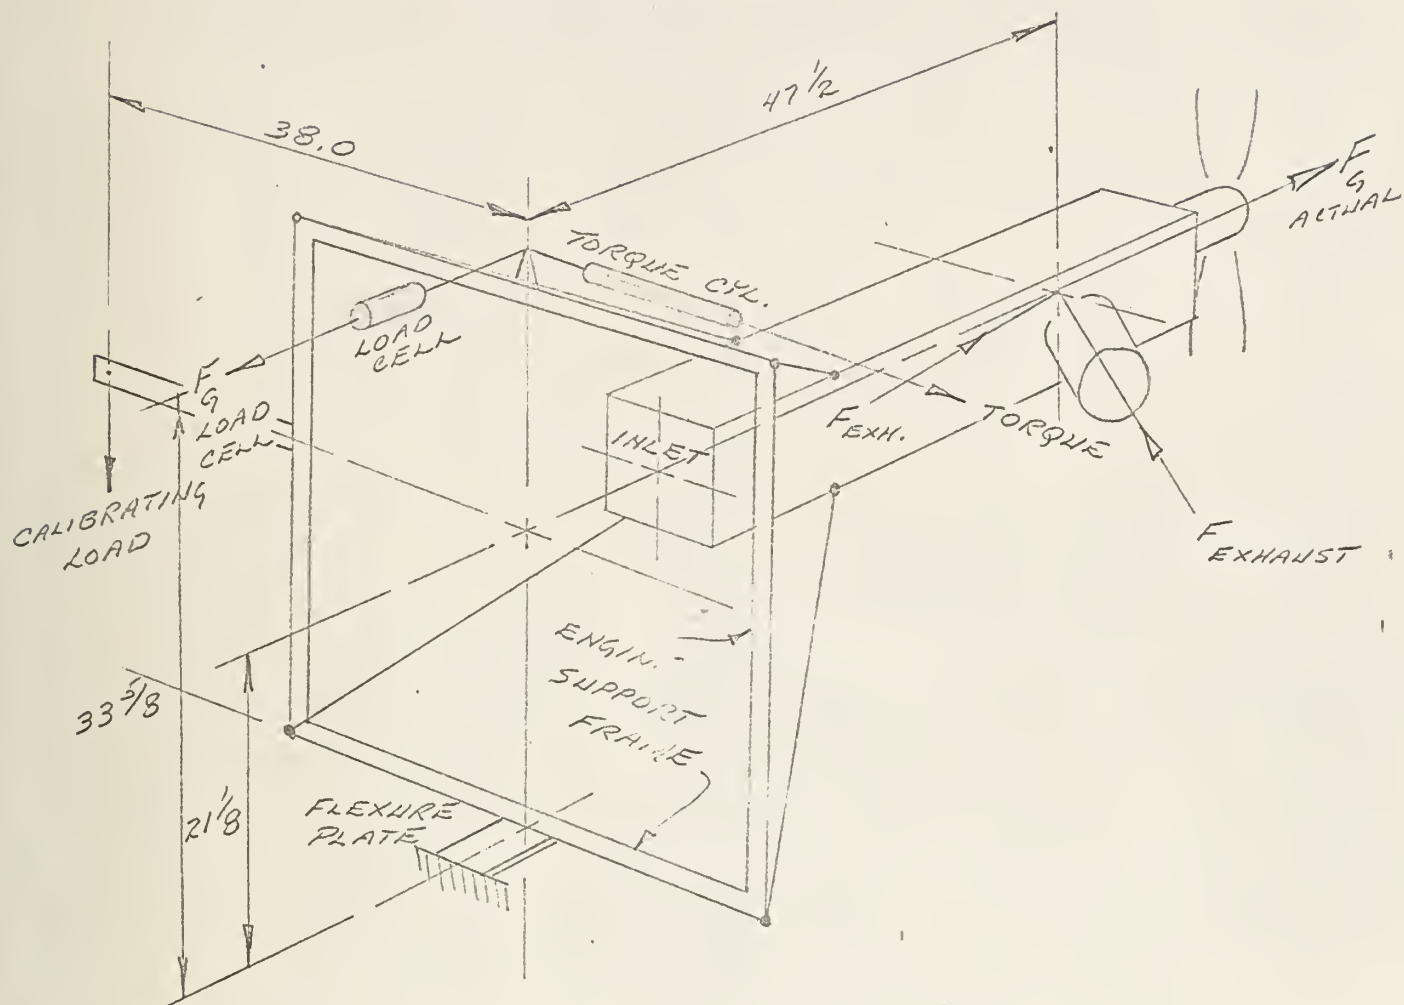 47 1/2
38.0
F
G
ACTUAL
TORQUE CYL.
LOAD
CELL
F
G
LOAD
CELL
INLET
F EXH.
TORQUE
CALIBRATING
LOAD
F
EXHAUST
ENGIN.-
SUPPORT
FRAME
33 5/8
21 1/8
FLEXURE
PLATE